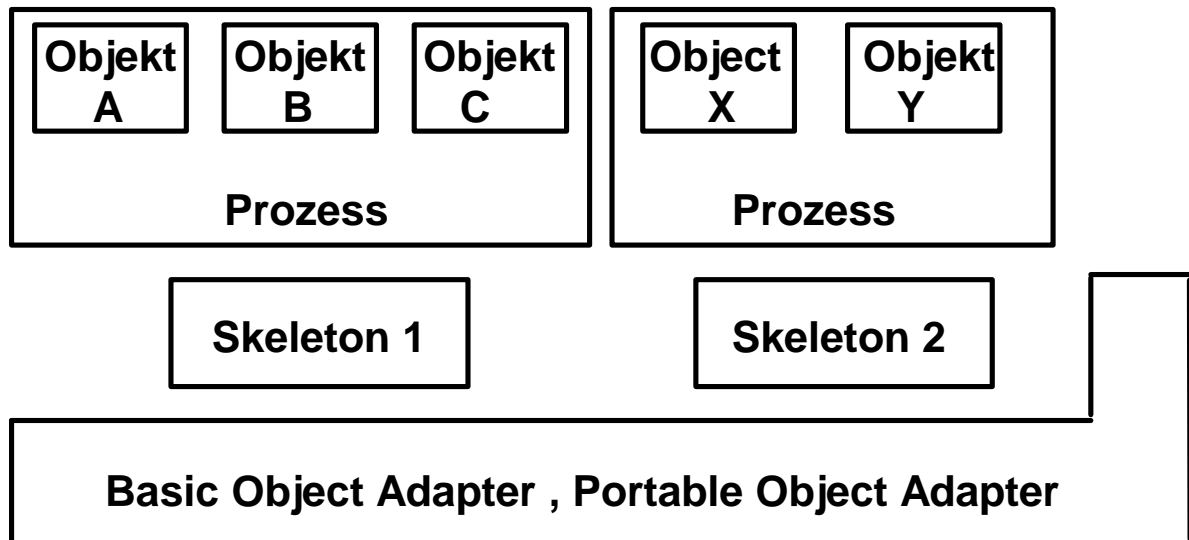 Objekt A
Objekt B
Objekt C
Object X
Objekt Y
Prozess
Prozess
Skeleton 1
Skeleton 2
Basic Object Adapter , Portable Object Adapter